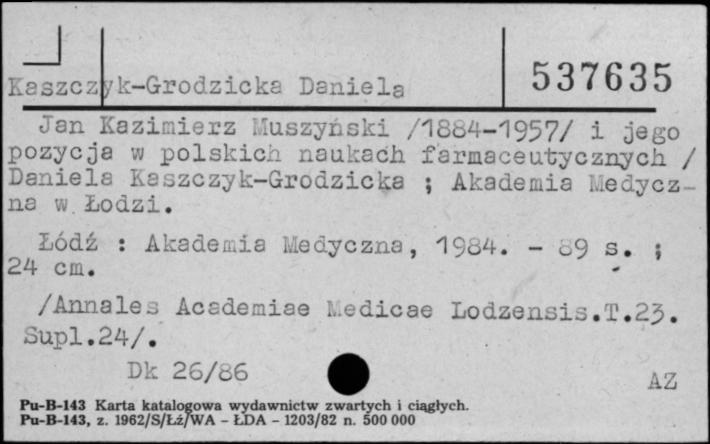 537635
Kaszczyk-Grodzicka Daniela
Jan Kazimierz Muszyński /1884-1957/ i jego
pozycja w polskich naukach farmaceutycznych /
Daniela Kaszczyk-Grodzicka ; Akademia Medycz-
na w Łodzi.
Łódź : Akademia Medyczna, 1984. - 89 s. ;
24 cm.
/Annales Academiae Medicae Lodzensis.T.23.
Supl.24/.
Dk 26/86
AZ
Pu-B-143 Karta katalogowa wydawnictw zwartych i ciągłych.
Pu-B-143, z. 1962/S/Łź/WA - ŁDA - 1203/82 n. 500 000